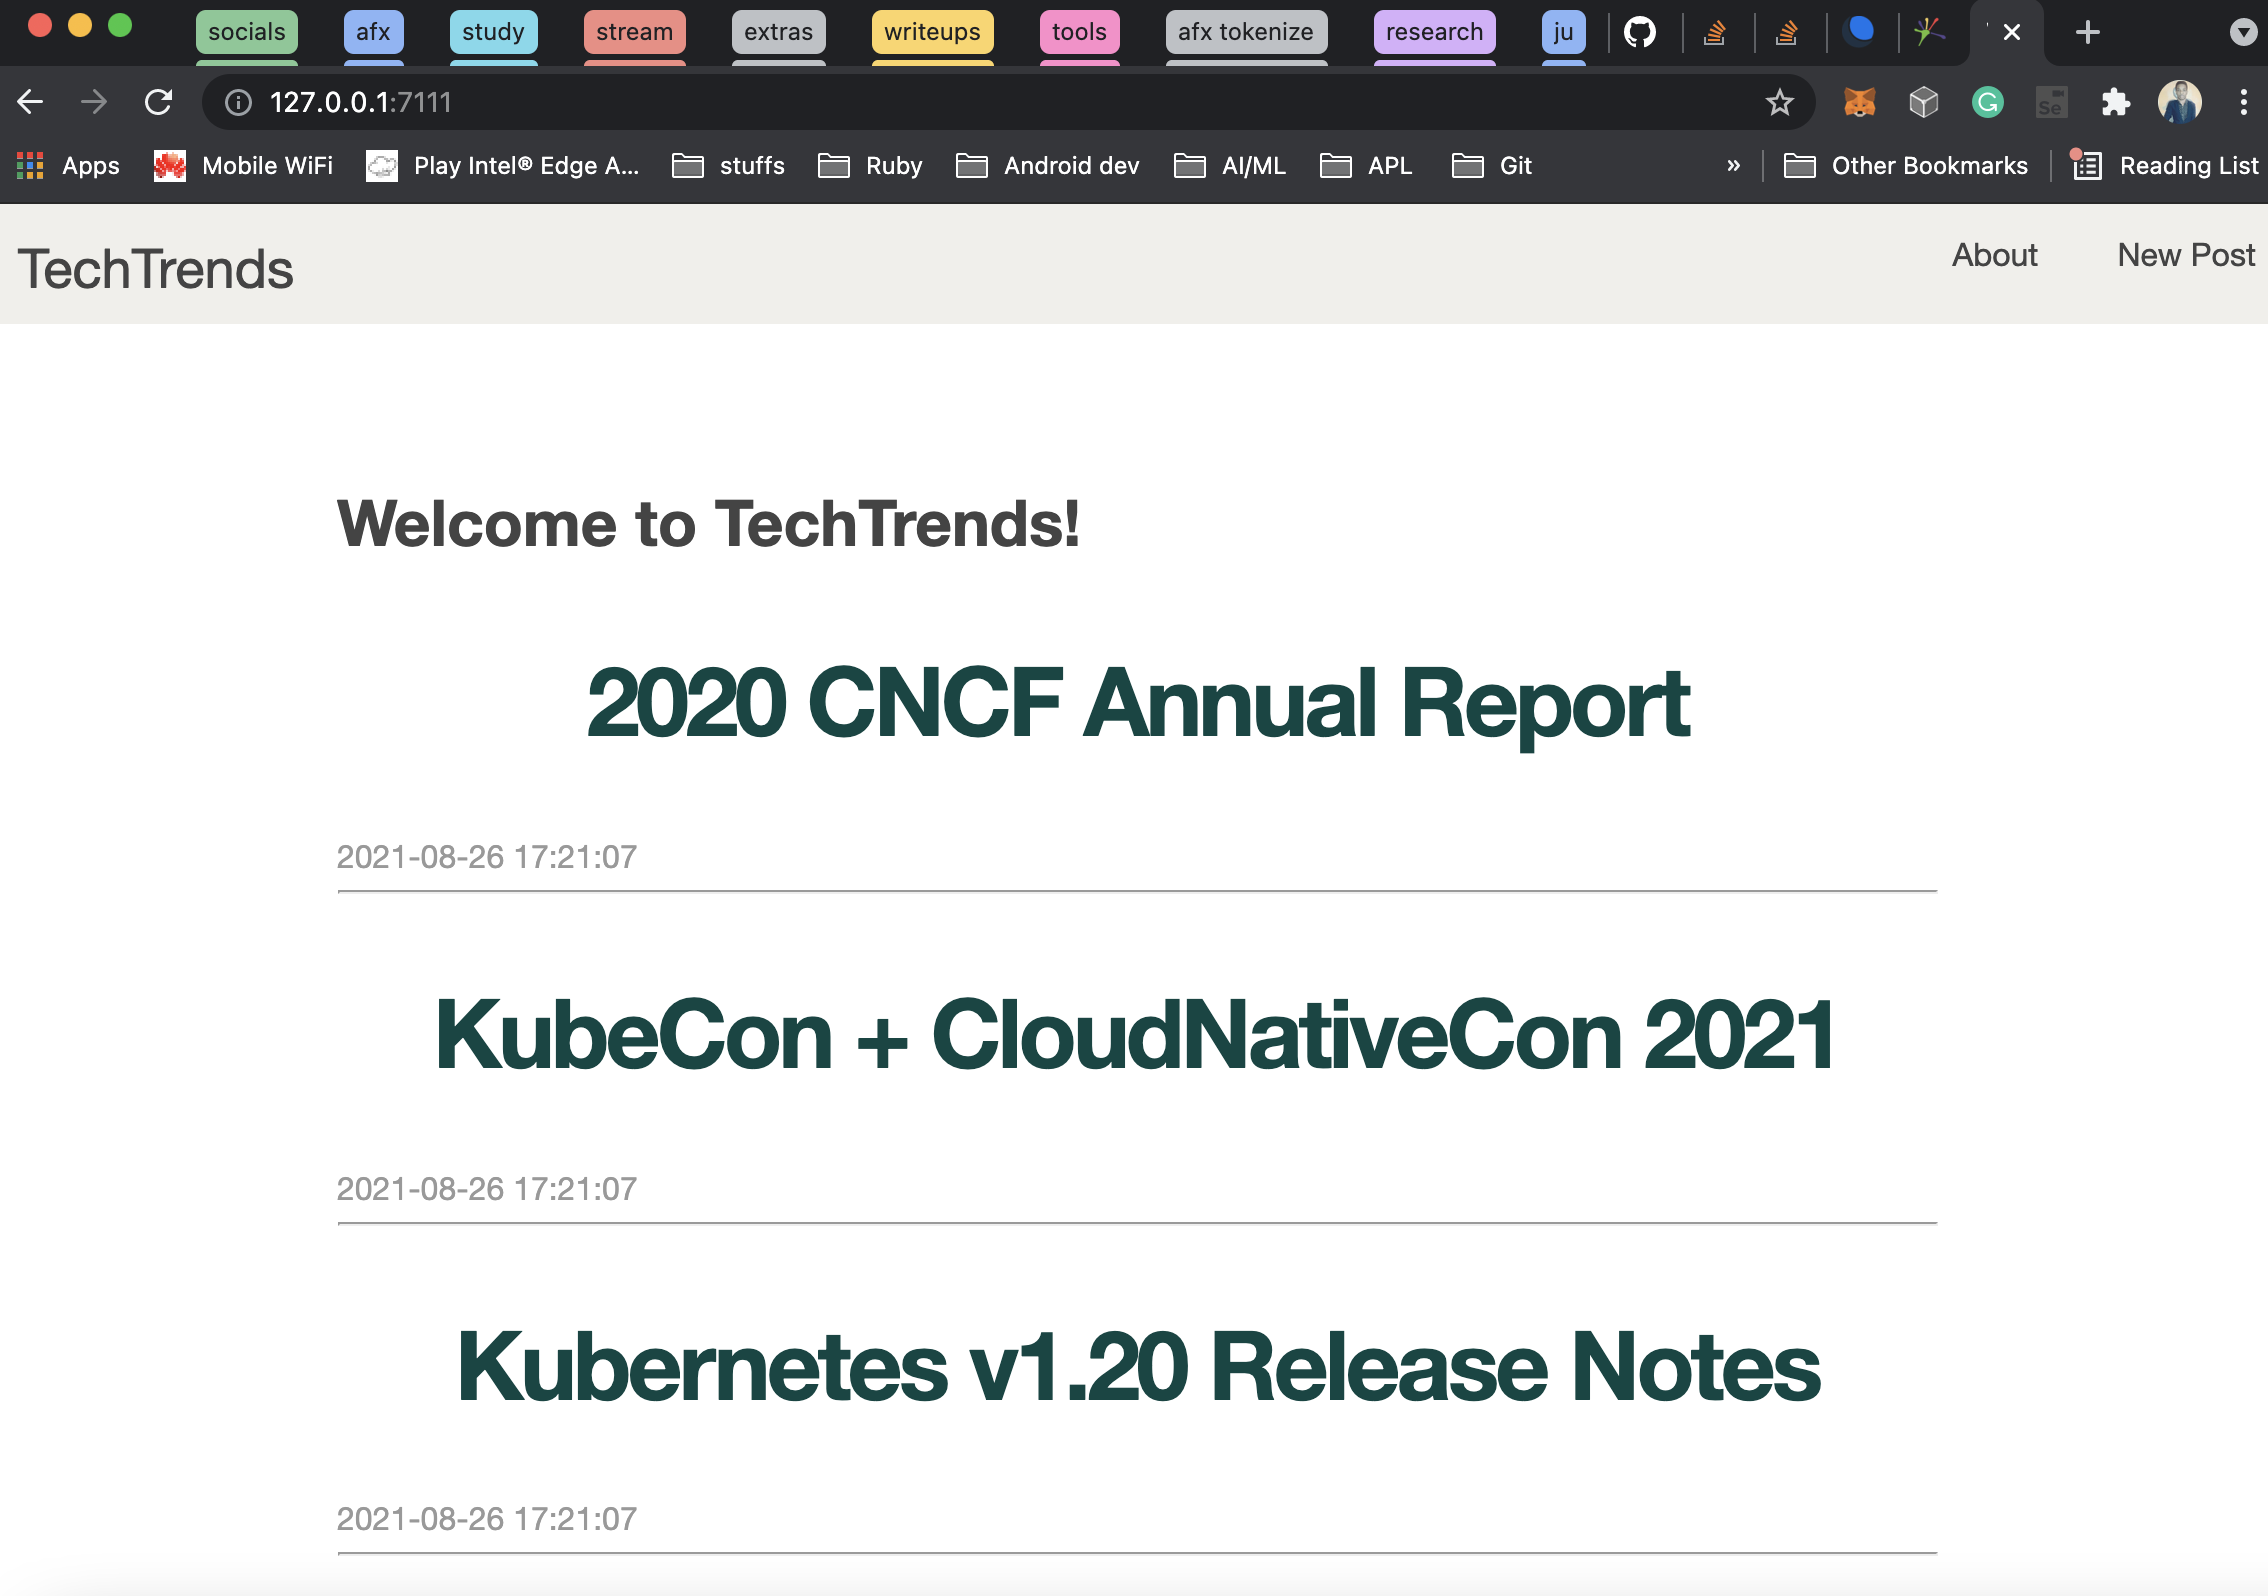 socials afx study stream extras writeups tools afx tokenize research ju
127.0.0.1:7111
Se
Apps Mobile WiFi Play Intel® Edge A... stuffs Ruby Android dev AI/ML APL Git » Other Bookmarks Reading List
TechTrends About New Post
Welcome to TechTrends!
2020 CNCF Annual Report
2021-08-26 17:21:07
KubeCon + CloudNativeCon 2021
2021-08-26 17:21:07
Kubernetes v1.20 Release Notes
2021-08-26 17:21:07